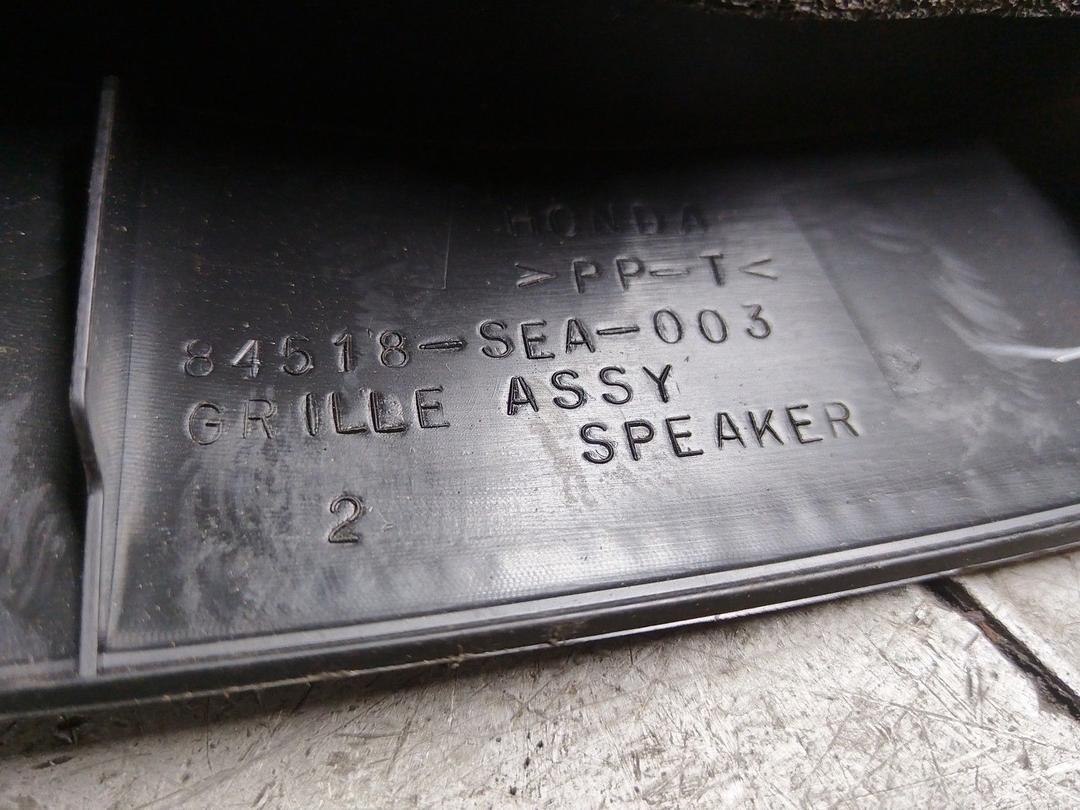 HONDA
>PP-T<
84518-SEA-003
GRILLE ASSY
SPEAKER
2